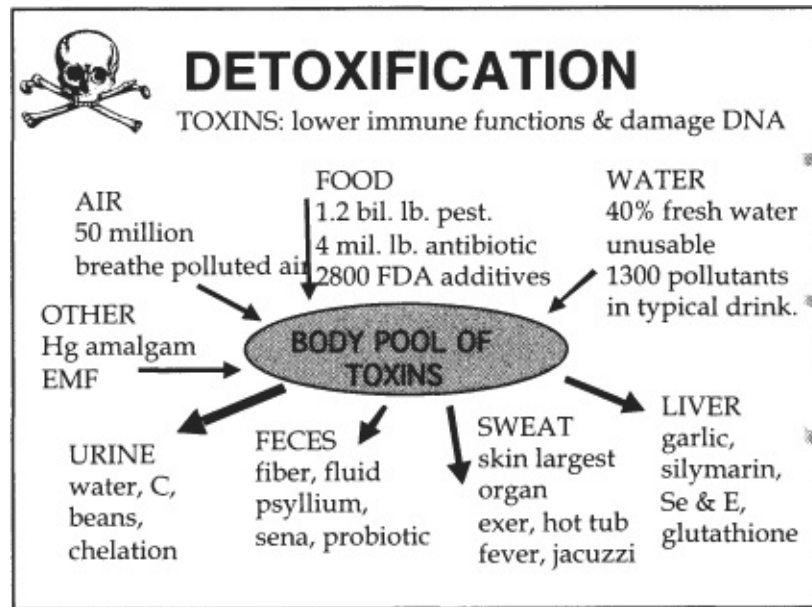 DETOXIFICATION
TOXINS: lower immune functions & damage DNA
AIR
50 million
breathe polluted air
FOOD
1.2 bil. lb. pest.
4 mil. lb. antibiotic
2800 FDA additives
WATER
40% fresh water
unusable
1300 pollutants
in typical drink.
OTHER
Hg amalgam
EMF
BODY POOL OF
TOXINS
URINE
water, C,
beans,
chelation
FECES
fiber, fluid
psyllium,
sena, probiotic
SWEAT
skin largest
organ
exer, hot tub
fever, jacuzzi
LIVER
garlic,
silymarin,
Se & E,
glutathione